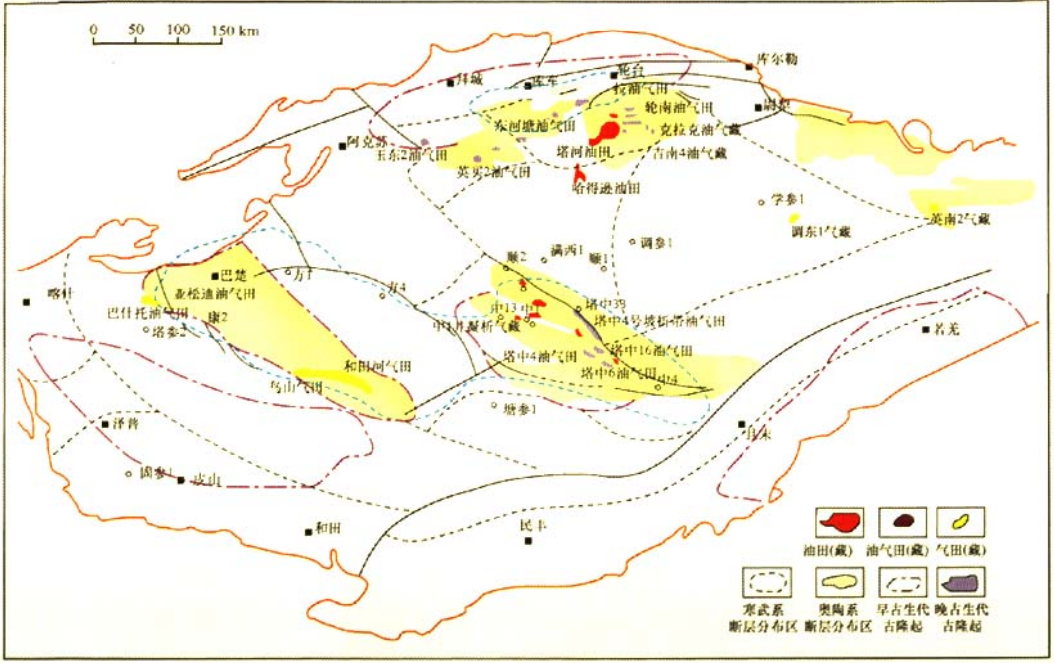 0 50 100 150 km
库尔勒
拜城
库车
轮台
拉油气田
尉犁
轮南油气田
东河塘油气田
克拉克油气藏
阿克苏
玉东2油气田
塔河油田
古南4油气藏
英买2油气田
哈得逊油田
学参1
英南2气藏
调东1气藏
满西1
调参1
顺2
顺1
巴楚
方1
亚松迪油气田
方4
喀什
巴什托油气田
康2
中13
中1
塔中38
塔参2
中1井凝析气藏
塔中4号坡折带油气田
若羌
塔中4油气田
塔中16油气田
和田河气田
塔中6油气田
鸟山气田
中4
塘参1
泽普
且末
固参1
皮山
和田
民丰
油田(藏) 油气田(藏) 气田(藏)
寒武系 奥陶系 早古生代 晚古生代
断层分布区 断层分布区 古隆起 古隆起